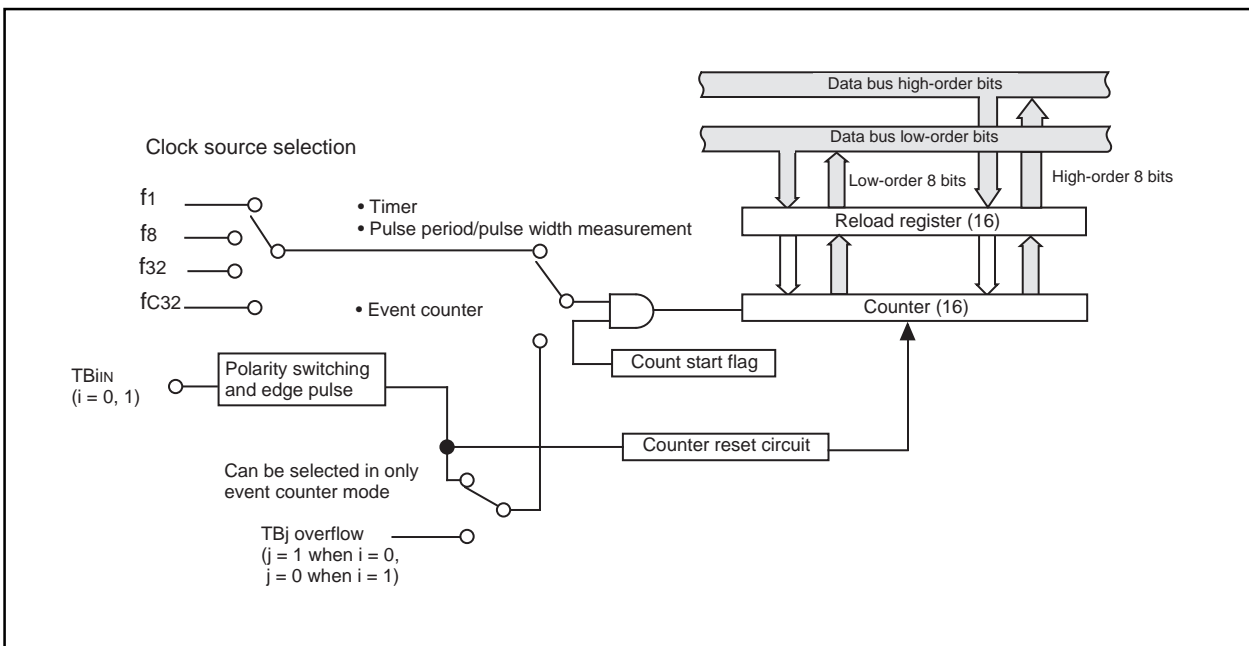 Data bus high-order bits
Data bus low-order bits
Clock source selection
Low-order 8 bits
High-order 8 bits
f1
• Timer
Reload register (16)
f8
• Pulse period/pulse width measurement
f32
fC32
• Event counter
Counter (16)
Count start flag
TBiIN
(i = 0, 1)
Polarity switching
and edge pulse
Counter reset circuit
Can be selected in only
event counter mode
TBj overflow
(j = 1 when i = 0,
j = 0 when i = 1)